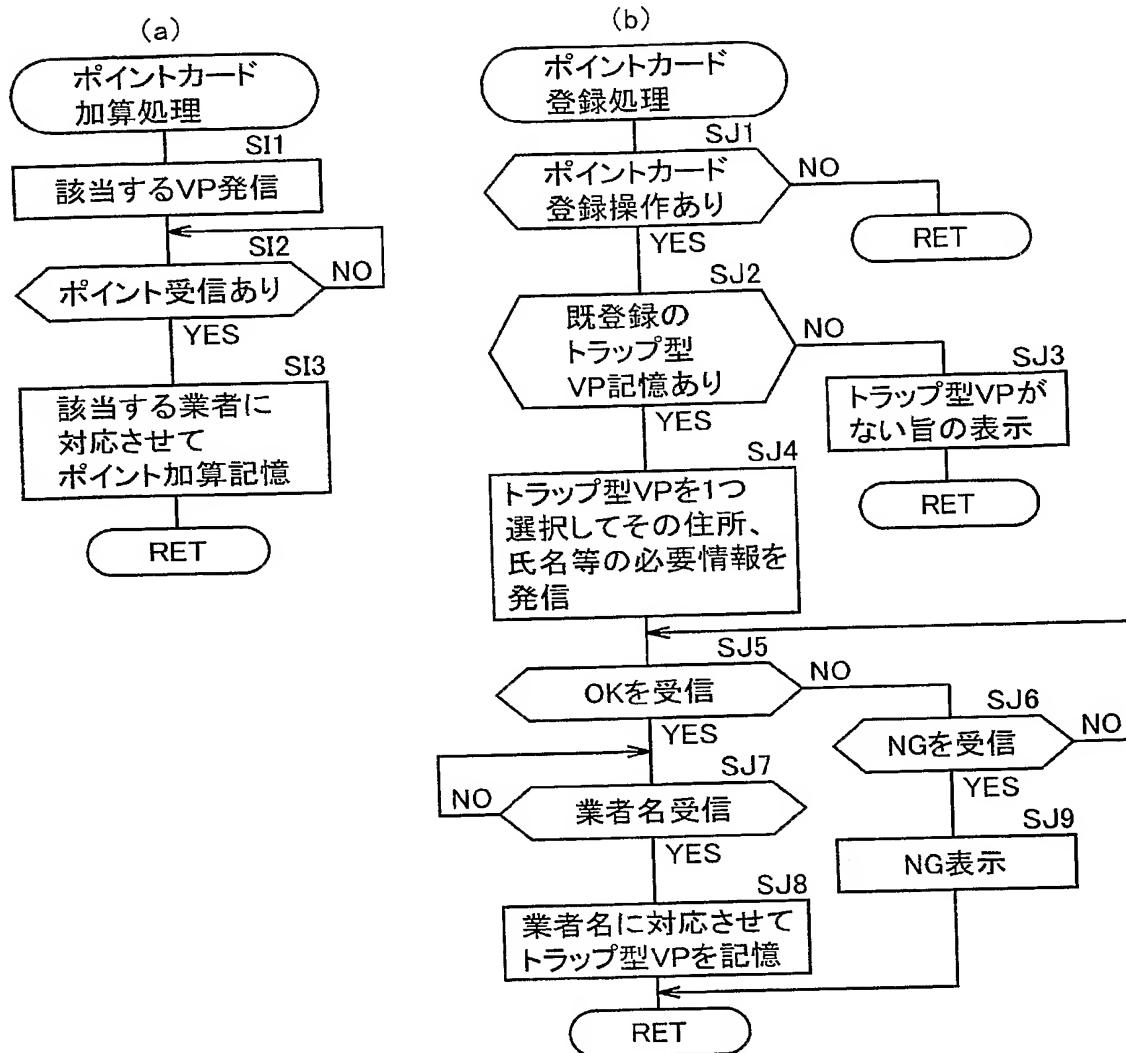 (a)
ポイントカード
加算処理
SI1
該当するVP発信
SI2
ポイント受信あり
NO
YES
SI3
該当する業者に
対応させて
ポイント加算記憶
RET
(b)
ポイントカード
登録処理
SJ1
ポイントカード
登録操作あり
NO
RET
YES
SJ2
既登録の
トラップ型
VP記憶あり
NO
SJ3
トラップ型VPが
ない旨の表示
RET
YES
SJ4
トラップ型VPを1つ
選択してその住所、
氏名等の必要情報を
発信
SJ5
OKを受信
NO
SJ6
NGを受信
NO
YES
YES
SJ7
業者名受信
NO
YES
SJ9
NG表示
SJ8
業者名に対応させて
トラップ型VPを記憶
RET